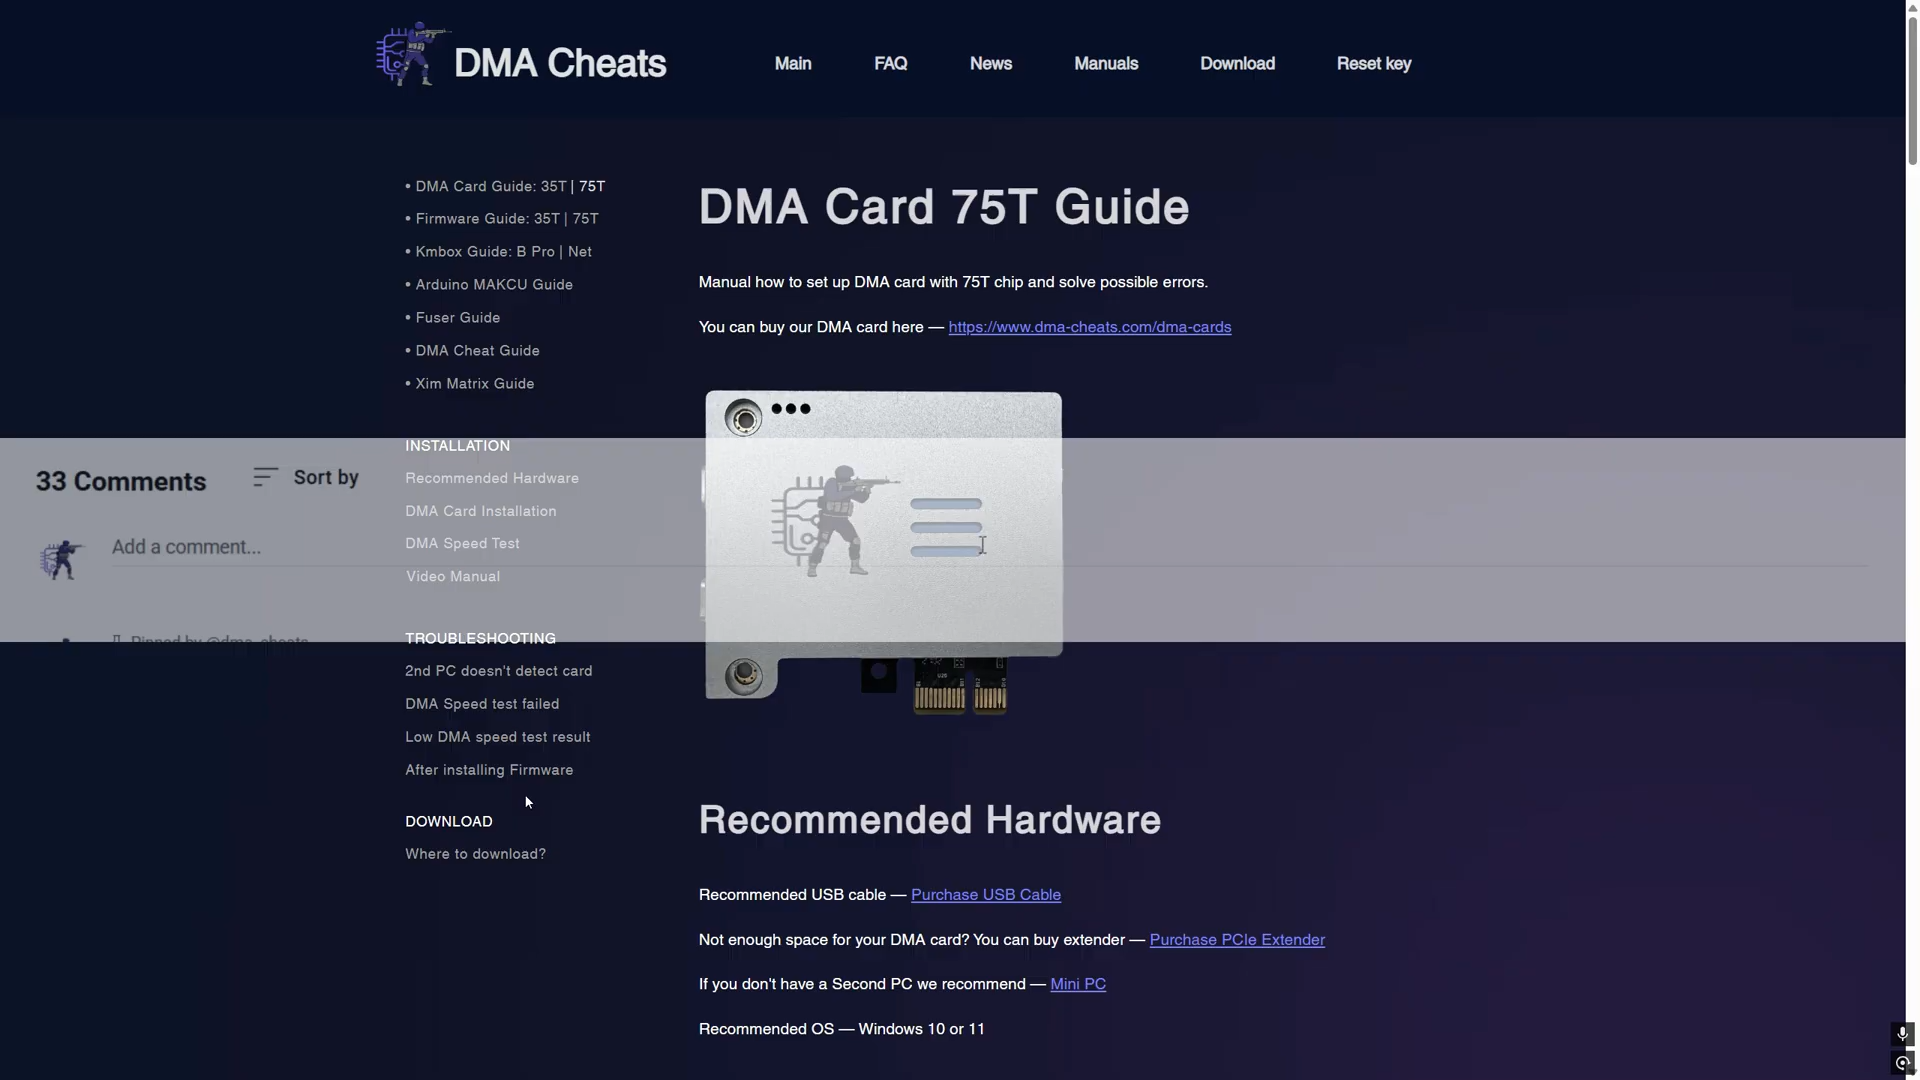 DMA Cheats
Main
FAQ
News
Manuals
Download
Reset key
• DMA Card Guide: 35T | 75T
• Firmware Guide: 35T | 75T
• Kmbox Guide: B Pro | Net
• Arduino MAKCU Guide
• Fuser Guide
• DMA Cheat Guide
• Xim Matrix Guide
INSTALLATION
Recommended Hardware
DMA Card Installation
DMA Speed Test
Video Manual
TROUBLESHOOTING
2nd PC doesn't detect card
DMA Speed test failed
Low DMA speed test result
After installing Firmware
DOWNLOAD
Where to download?
33 Comments
Sort by
Add a comment...
Pinned by @dma_cheats
DMA Card 75T Guide
Manual how to set up DMA card with 75T chip and solve possible errors.
You can buy our DMA card here — https://www.dma-cheats.com/dma-cards
Recommended Hardware
Recommended USB cable — Purchase USB Cable
Not enough space for your DMA card? You can buy extender — Purchase PCIe Extender
If you don't have a Second PC we recommend — Mini PC
Recommended OS — Windows 10 or 11